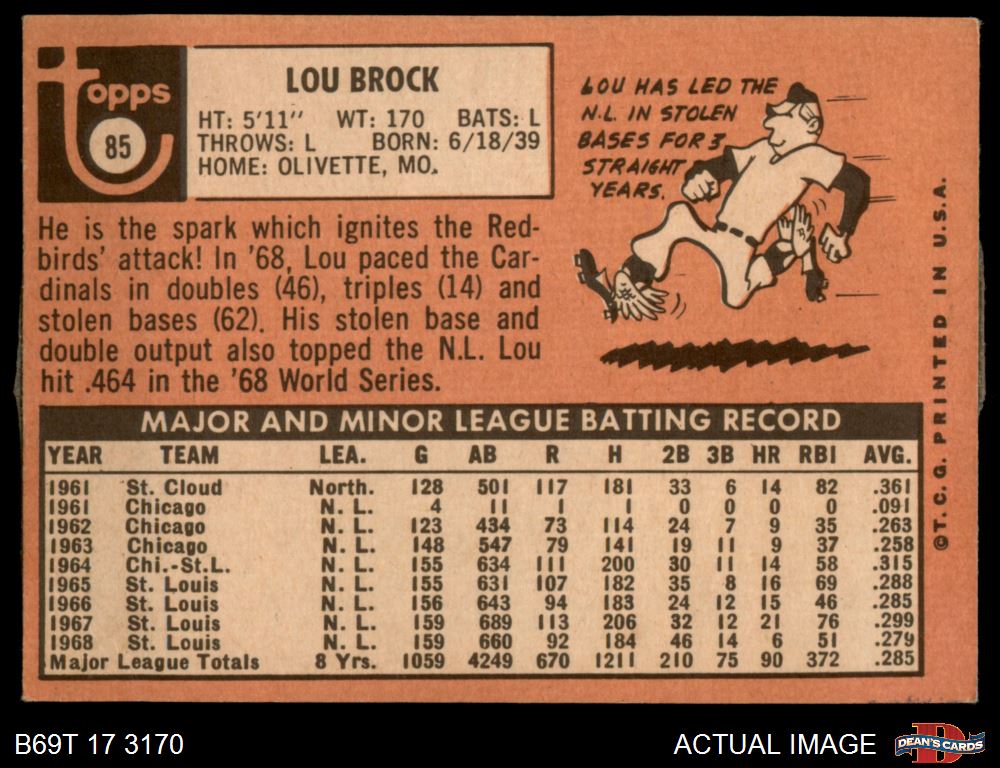 topps
85
LOU BROCK
HT: 5'11" WT: 170 BATS: L
THROWS: L BORN: 6/18/39
HOME: OLIVETTE, MO.
LOU HAS LED THE
N.L. IN STOLEN
BASES FOR 3
STRAIGHT
YEARS.
He is the spark which ignites the Red-
birds' attack! In '68, Lou paced the Car-
dinals in doubles (46), triples (14) and
stolen bases (62). His stolen base and
double output also topped the N.L. Lou
hit .464 in the '68 World Series.
MAJOR AND MINOR LEAGUE BATTING RECORD
YEAR TEAM LEA. G AB R H 2B 3B HR RBI AVG.
1961 St. Cloud North. 128 501 117 181 33 6 14 82 .361
1961 Chicago N. L. 4 11 1 1 0 0 0 0 .091
1962 Chicago N. L. 123 434 73 114 24 7 9 35 .263
1963 Chicago N. L. 148 547 79 141 19 11 9 37 .258
1964 Chi.-St.L. N. L. 155 634 111 200 30 11 14 58 .315
1965 St. Louis N. L. 155 631 107 182 35 8 16 69 .288
1966 St. Louis N. L. 156 643 94 183 24 12 15 46 .285
1967 St. Louis N. L. 159 689 113 206 32 12 21 76 .299
1968 St. Louis N. L. 159 660 92 184 46 14 6 51 .279
Major League Totals 8 Yrs. 1059 4249 670 1211 210 75 90 372 .285
©T. C. G. PRINTED IN U.S.A.
B69T 17 3170
ACTUAL IMAGE
D
DEAN'S CARDS